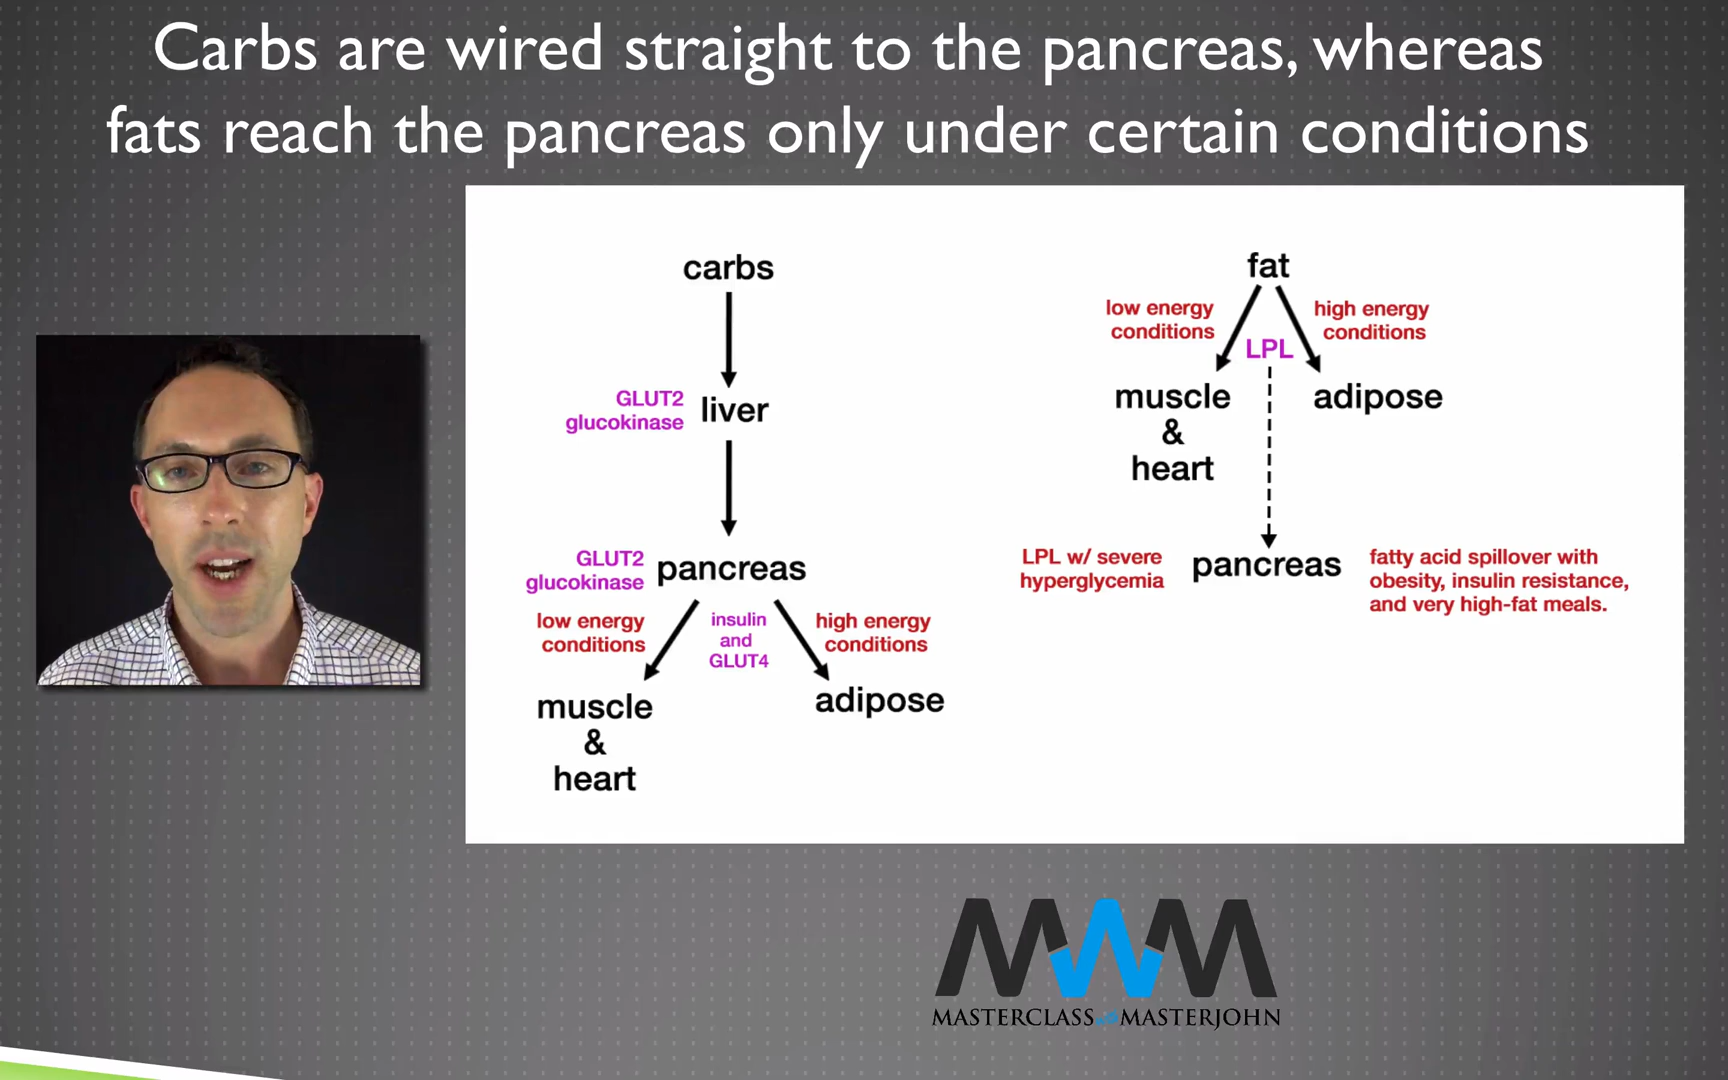 Carbs are wired straight to the pancreas, whereas
fats reach the pancreas only under certain conditions
carbs
GLUT2
glucokinase
liver
GLUT2
glucokinase
pancreas
low energy
conditions
insulin
and
GLUT4
high energy
conditions
muscle
&
heart
adipose
fat
low energy
conditions
high energy
conditions
LPL
muscle
&
heart
adipose
LPL w/ severe
hyperglycemia
pancreas
fatty acid spillover with
obesity, insulin resistance,
and very high-fat meals.
MWM
MASTERCLASS with MASTERJOHN